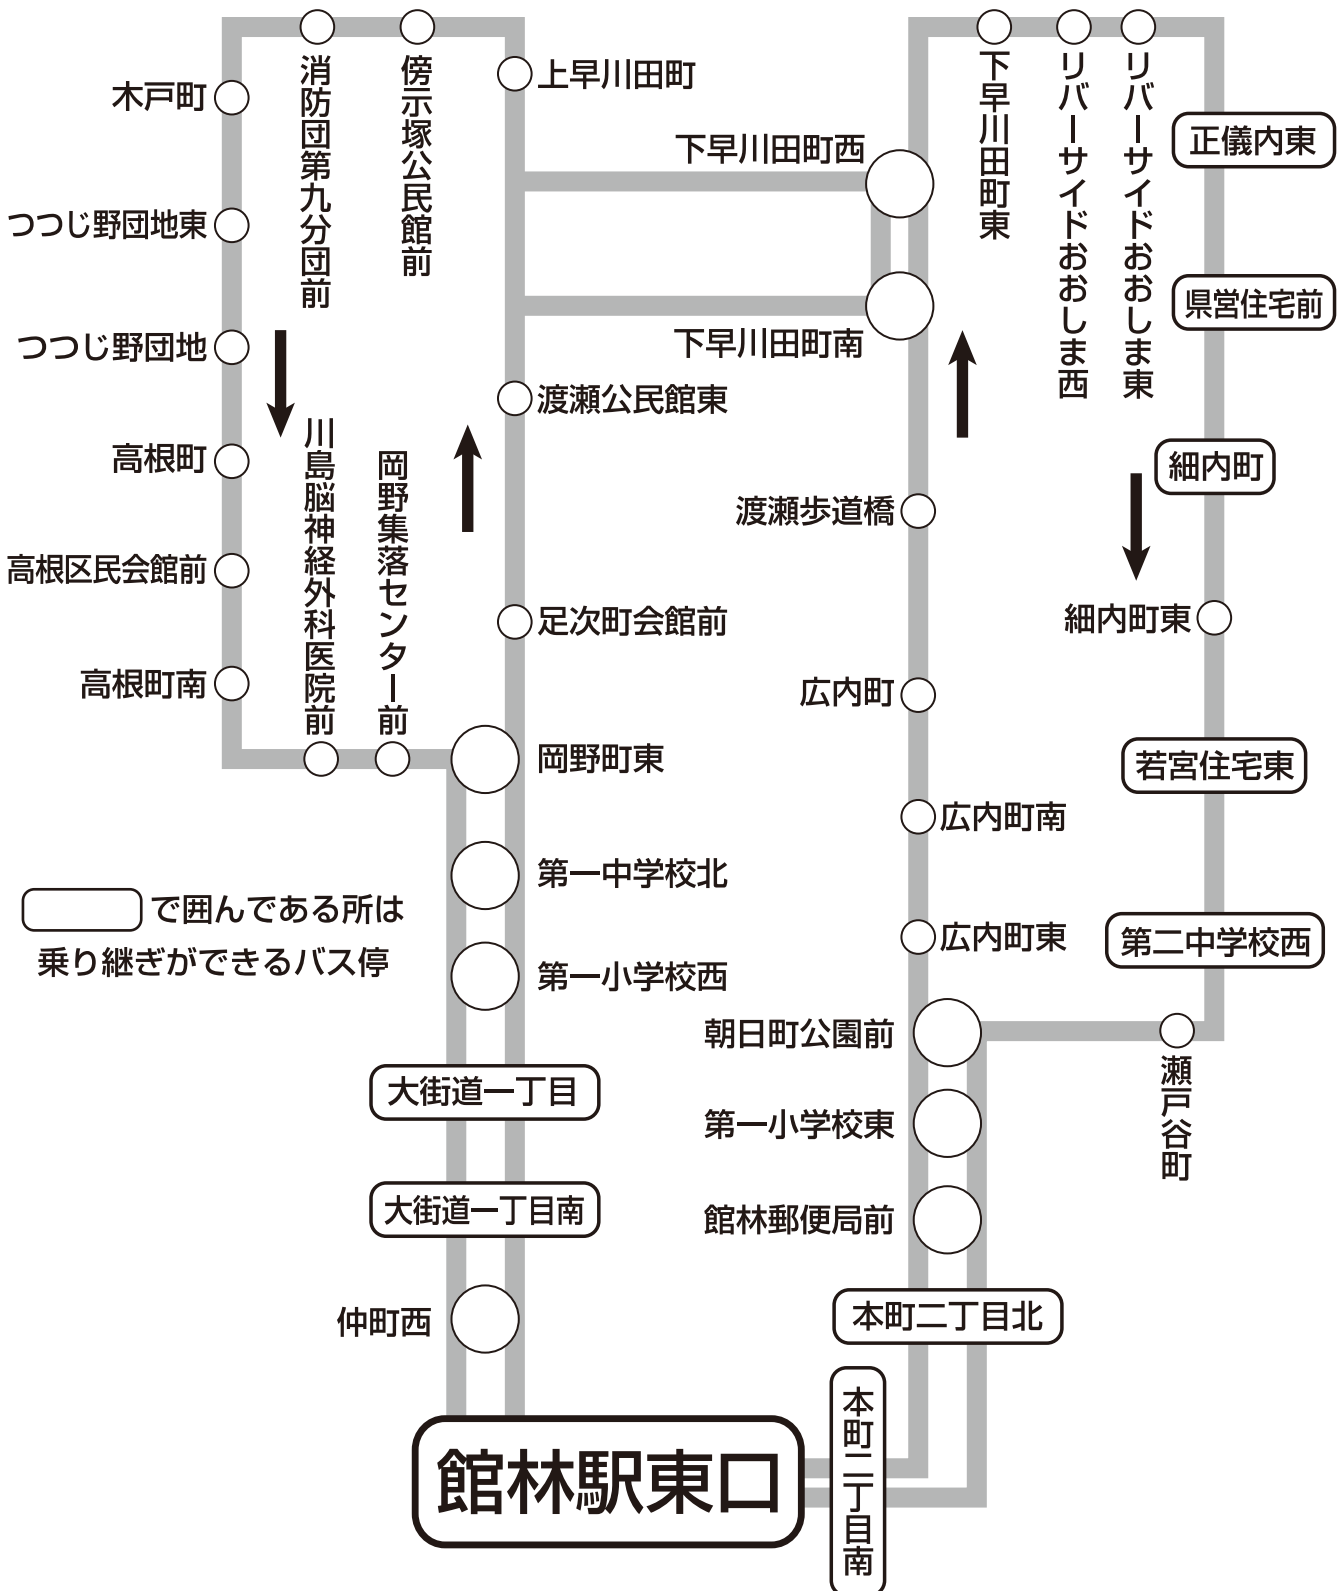 消防団第九分団前
傍示塚公民館前
上早川田町
木戸町
つつじ野団地東
つつじ野団地
高根町
高根区民会館前
高根町南
川島脳神経外科医院前
岡野集落センター前
渡瀬公民館東
足次町会館前
岡野町東
第一中学校北
第一小学校西
大街道一丁目
大街道一丁目南
仲町西
で囲んである所は
乗り継ぎができるバス停
下早川田町西
下早川田町南
下早川田町東
リバーサイドおおしま西
リバーサイドおおしま東
正儀内東
県営住宅前
細内町
細内町東
若宮住宅東
第二中学校西
瀬戸谷町
渡瀬歩道橋
広内町
広内町南
広内町東
朝日町公園前
第一小学校東
館林郵便局前
本町二丁目北
本町二丁目南
館林駅東口